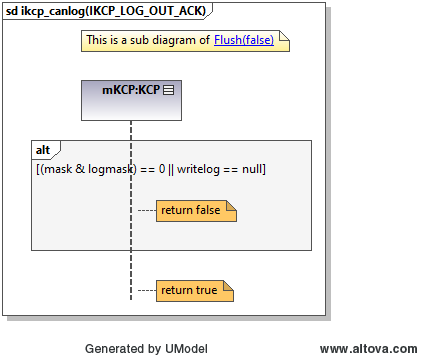 sd ikcp_canlog(IKCP_LOG_OUT_ACK)
This is a sub diagram of Flush(false)
mKCP:KCP
alt
[(mask & logmask) == 0 || writelog == null]
return false
return true
Generated by UModel
www.altova.com